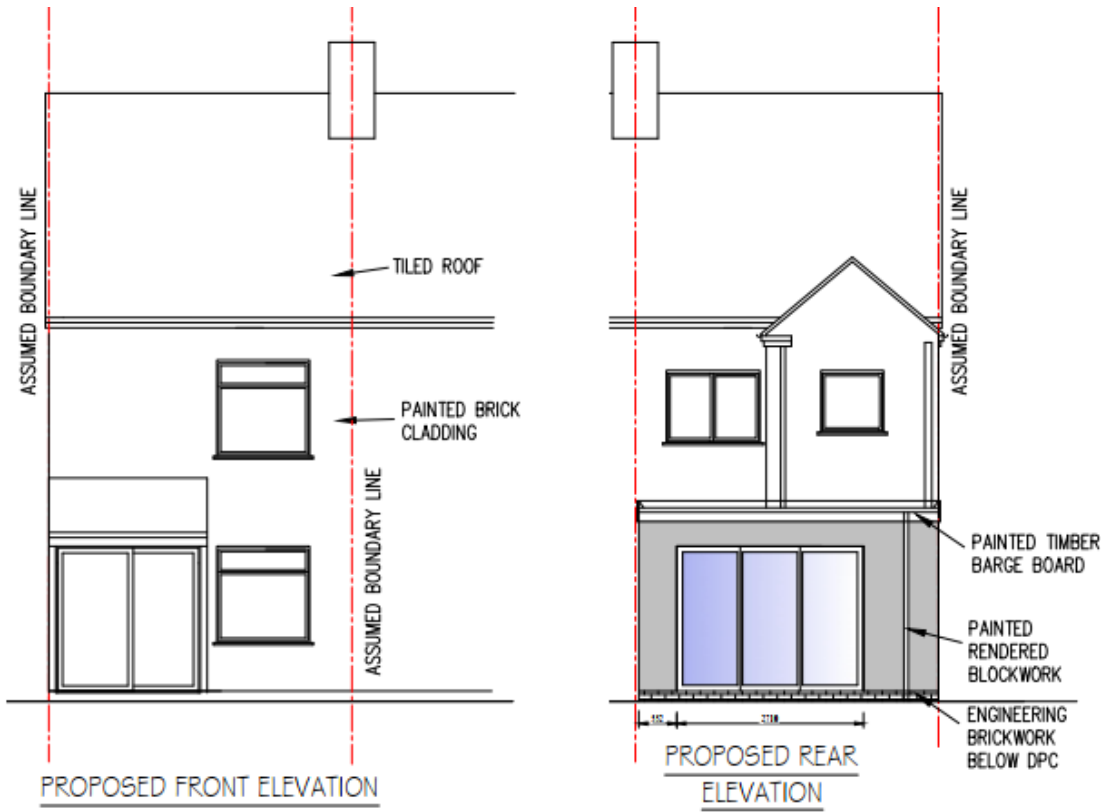 ASSUMED BOUNDARY LINE
TILED ROOF
PAINTED BRICK
CLADDING
ASSUMED BOUNDARY LINE
PROPOSED FRONT ELEVATION
ASSUMED BOUNDARY LINE
PAINTED TIMBER
BARGE BOARD
PAINTED
RENDERED
BLOCKWORK
ENGINEERING
BRICKWORK
BELOW DPC
PROPOSED REAR
ELEVATION